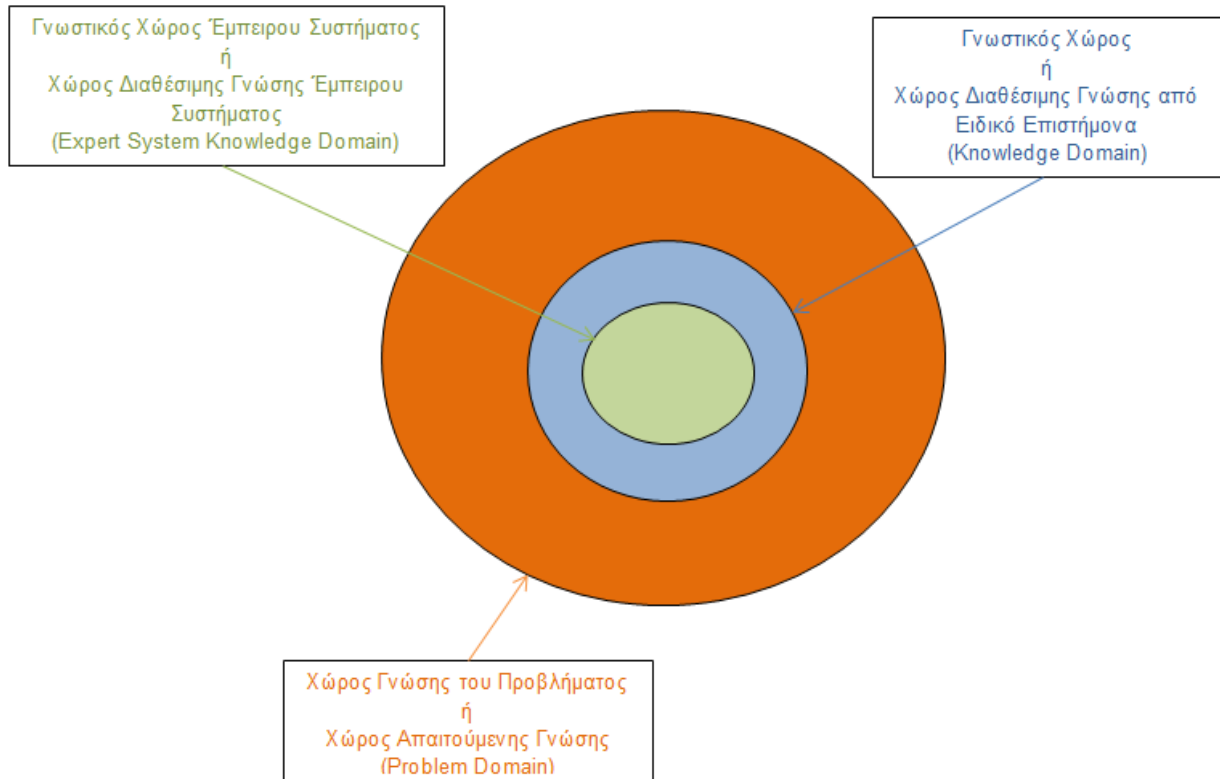 Γνωστικός Χώρος Έμπειρου Συστήματος
ή
Χώρος Διαθέσιμης Γνώσης Έμπειρου
Συστήματος
(Expert System Knowledge Domain)
Γνωστικός Χώρος
ή
Χώρος Διαθέσιμης Γνώσης από
Ειδικό Επιστήμονα
(Knowledge Domain)
Χώρος Γνώσης του Προβλήματος
ή
Χώρος Απαιτούμενης Γνώσης
(Problem Domain)